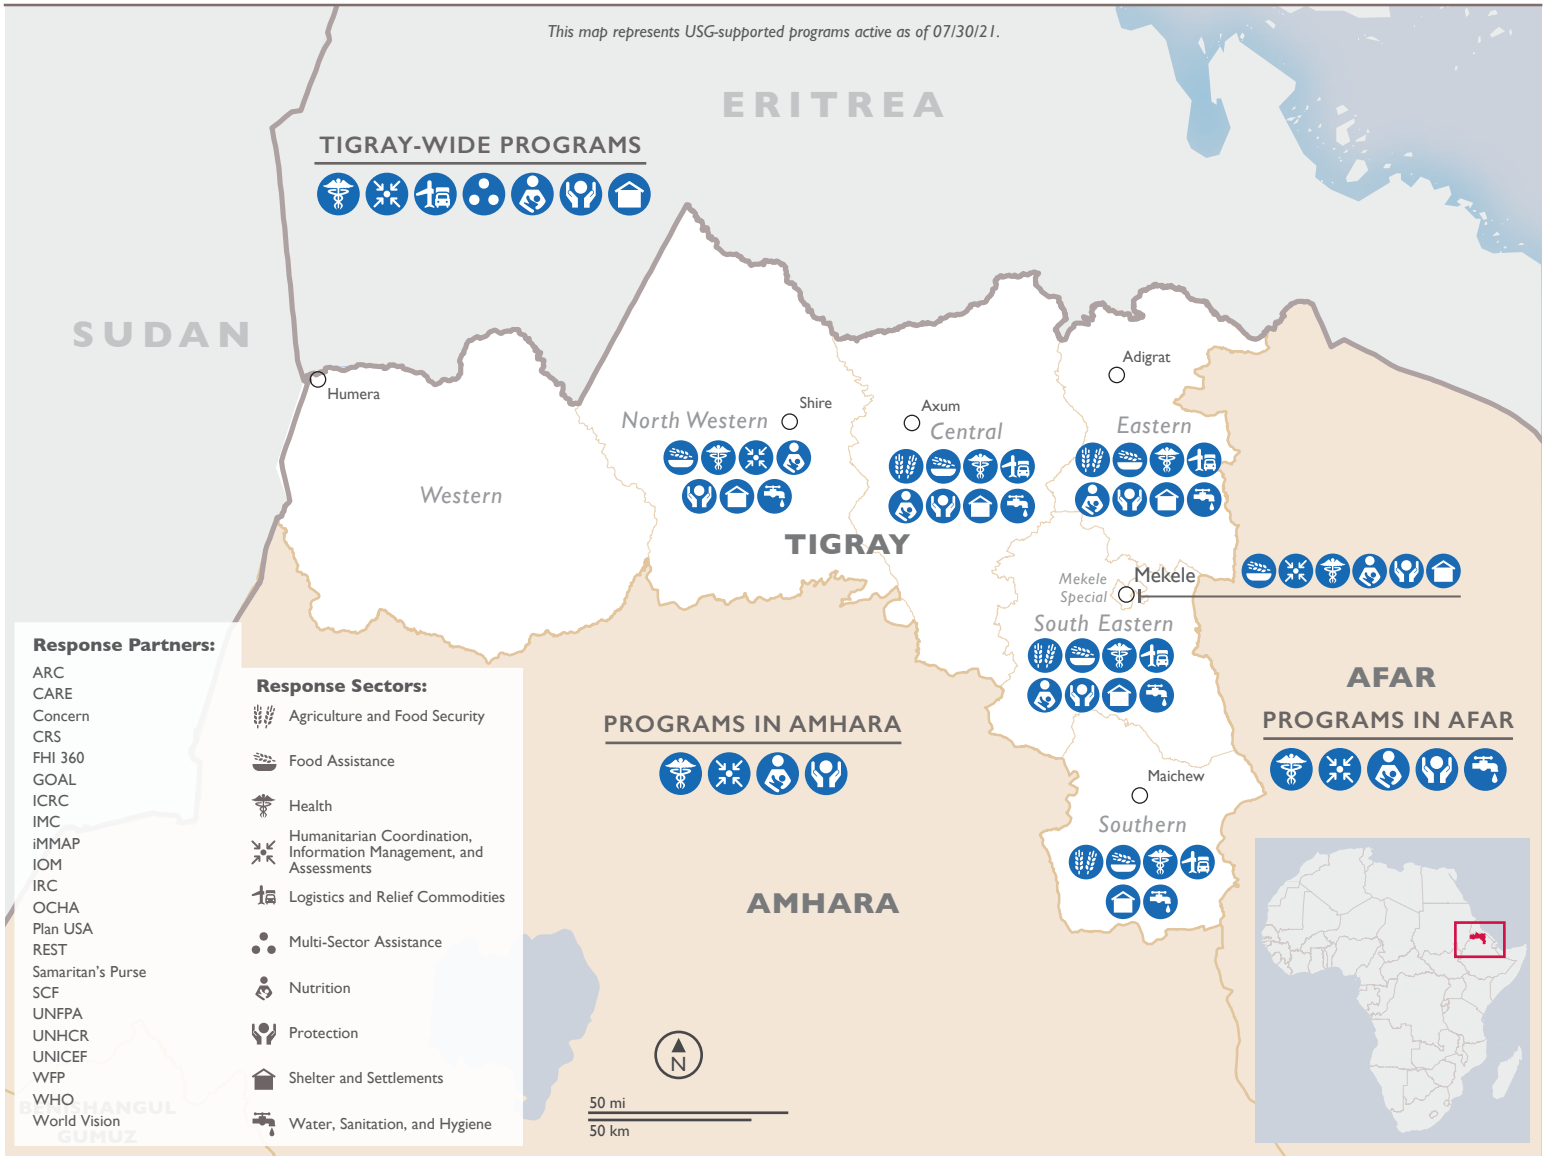 This map represents USG-supported programs active as of 07/30/21.
ERITREA
TIGRAY-WIDE PROGRAMS
SUDAN
Humera
Adigrat
Shire
Axum
North Western
Central
Eastern
Western
TIGRAY
Mekele
Special
Mekele
South Eastern
AFAR
PROGRAMS IN AMHARA
PROGRAMS IN AFAR
Maichew
Southern
AMHARA
Response Partners:
ARC
CARE
Concern
CRS
FHI 360
GOAL
ICRC
IMC
iMMAP
IOM
IRC
OCHA
Plan USA
REST
Samaritan's Purse
SCF
UNFPA
UNHCR
UNICEF
WFP
WHO
World Vision
BENISHANGUL
GUMUZ
Response Sectors:
Agriculture and Food Security
Food Assistance
Health
Humanitarian Coordination,
Information Management, and
Assessments
Logistics and Relief Commodities
Multi-Sector Assistance
Nutrition
Protection
Shelter and Settlements
Water, Sanitation, and Hygiene
N
50 mi
50 km